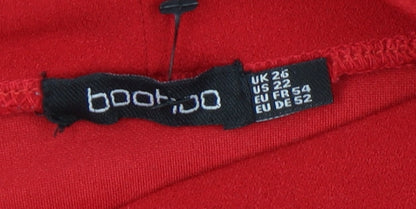 boohoo
UK 26
US 22
EU FR 54
EU DE 52